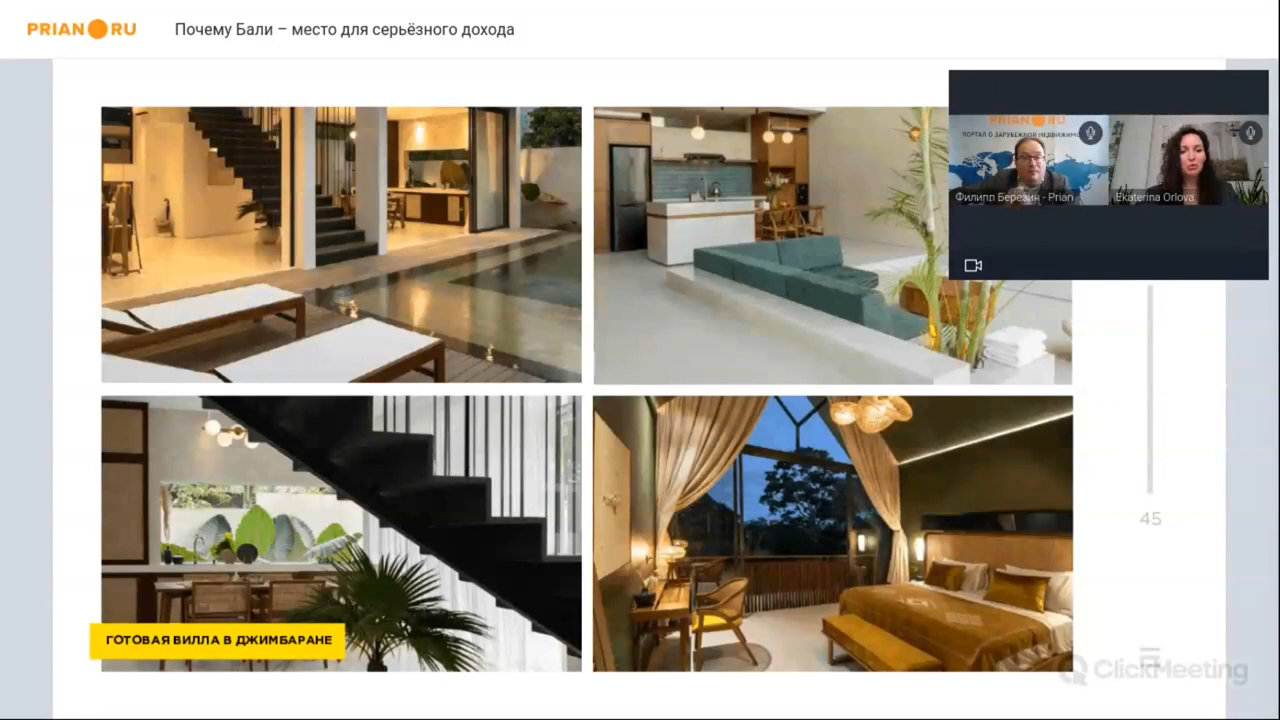 PRIAN RU
Почему Бали – место для серьёзного дохода
PRIAN RU
ПОРТАЛ О ЗАРУБЕЖНОЙ НЕДВИЖИМО
Филипп Березин - Prian
Ekaterina Orlova
45
ГОТОВАЯ ВИЛЛА В ДЖИМБАРАНЕ
ClickMeeting